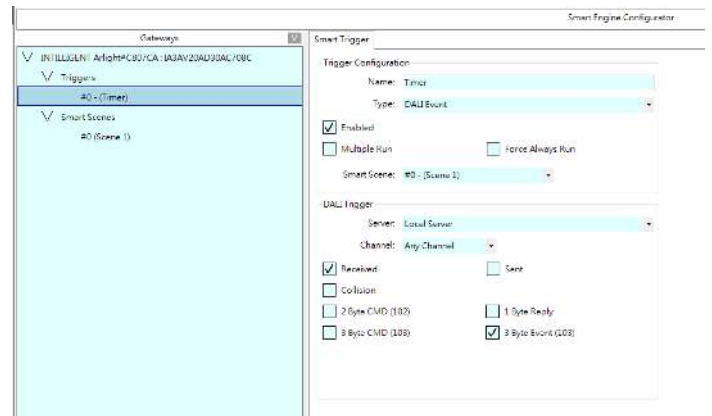 Smart Engine Configurator
Gateways
V
INTILLIGENT Arlight#C807CA : IA3AV20AD30AC708C
Triggers
#0 - (Timer)
Smart Scenes
#0 (Scene 1)
Smart Trigger
Trigger Configuration
Name: Timer
Type: DALI Event
Enabled
Multiple Run Force Always Run
Smart Scene: #0 - (Scene 1)
DALI Trigger
Server: Local Server
Channel: Any Channel
Received Sent
Collision
2 Byte CMD (102) 1 Byte Reply
3 Byte CMD (103) 3 Byte Event (103)